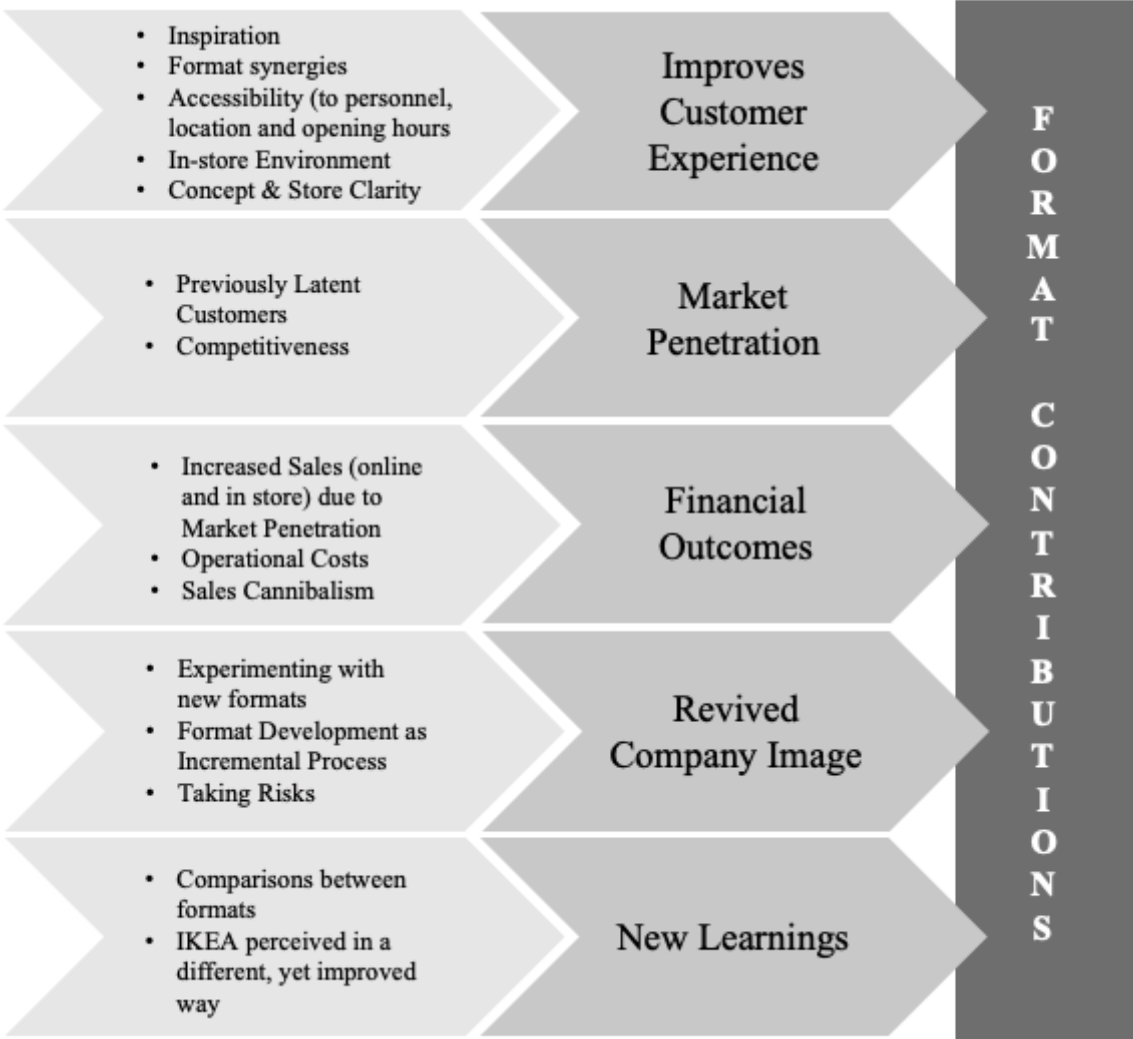 • Inspiration
• Format synergies
• Accessibility (to personnel,
location and opening hours
• In-store Environment
• Concept & Store Clarity
Improves
Customer
Experience
• Previously Latent
Customers
• Competitiveness
Market
Penetration
• Increased Sales (online
and in store) due to
Market Penetration
• Operational Costs
• Sales Cannibalism
Financial
Outcomes
• Experimenting with
new formats
• Format Development as
Incremental Process
• Taking Risks
Revived
Company Image
• Comparisons between
formats
• IKEA perceived in a
different, yet improved
way
New Learnings
FORMAT CONTRIBUTIONS